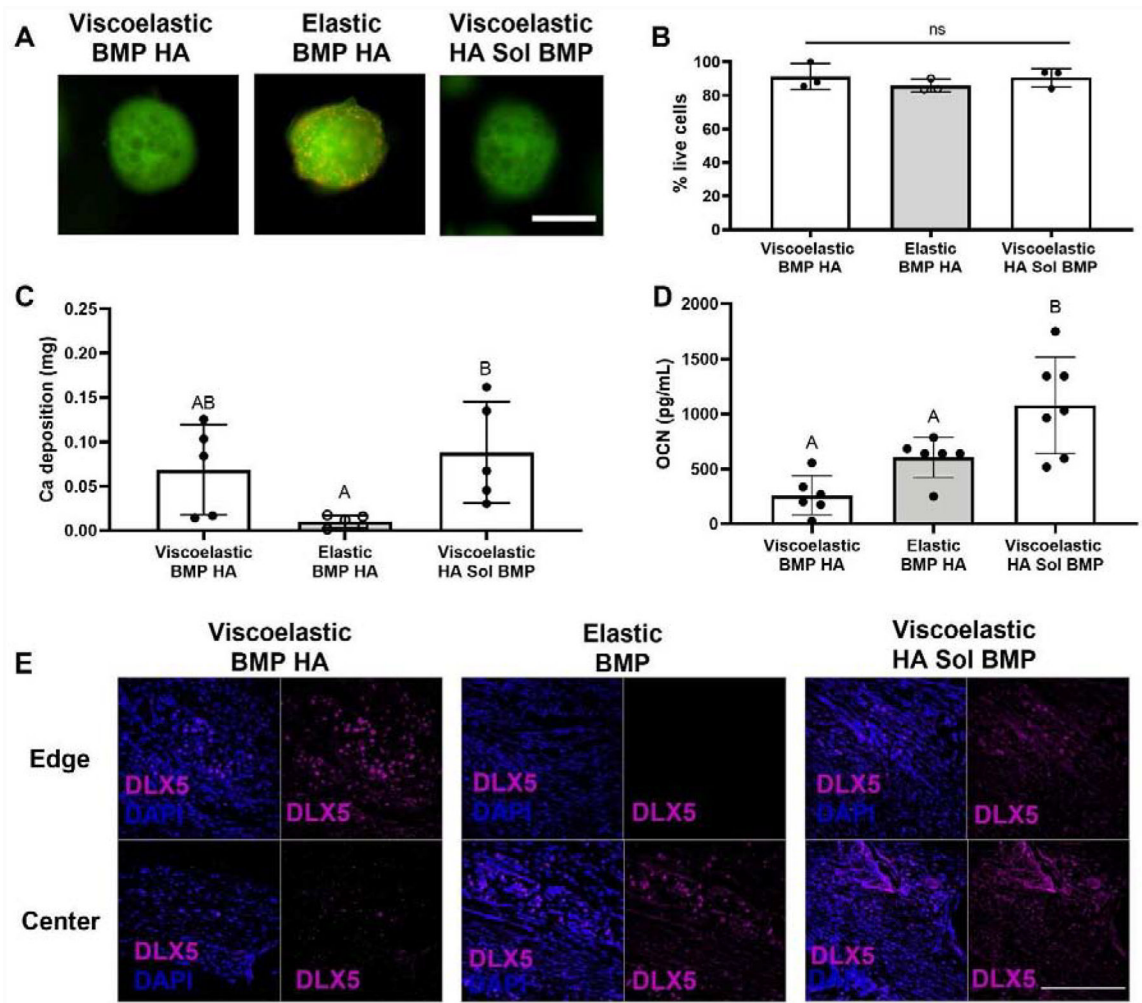 A
Viscoelastic
BMP HA
Elastic
BMP HA
Viscoelastic
HA Sol BMP
B
ns
% live cells
100
80
60
40
20
0
Viscoelastic
BMP HA
Elastic
BMP HA
Viscoelastic
HA Sol BMP
C
Ca deposition (mg)
0.25
0.20
0.15
0.10
0.05
0.00
AB
A
B
Viscoelastic
BMP HA
Elastic
BMP HA
Viscoelastic
HA Sol BMP
D
OCN (pg/mL)
2000
1500
1000
500
0
A
A
B
Viscoelastic
BMP HA
Elastic
BMP HA
Viscoelastic
HA Sol BMP
E
Viscoelastic
BMP HA
Elastic
BMP
Viscoelastic
HA Sol BMP
Edge
DLX5
DAPI
DLX5
DLX5
DAPI
DLX5
DLX5
DAPI
DLX5
Center
DLX5
DAPI
DLX5
DLX5
DAPI
DLX5
DLX5
DAPI
DLX5